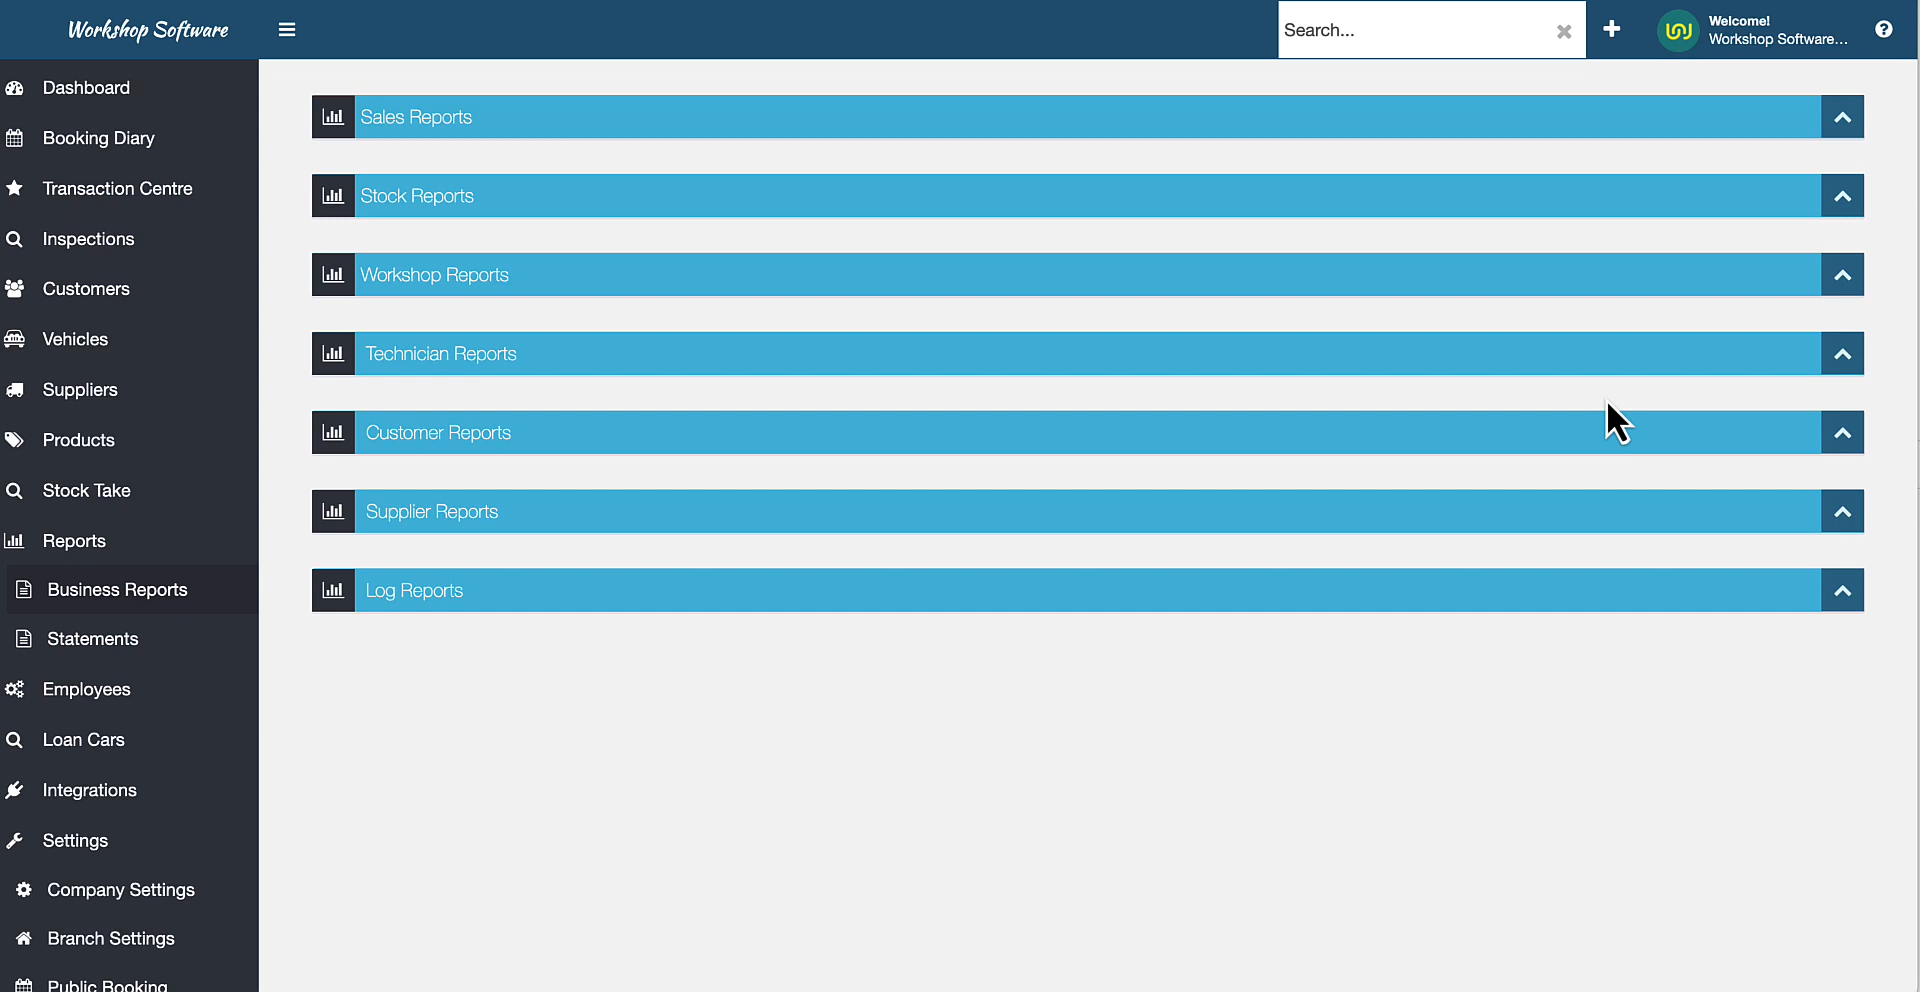 Workshop Software
Search...
Welcome!
Workshop Software...
Dashboard
Booking Diary
Transaction Centre
Inspections
Customers
Vehicles
Suppliers
Products
Stock Take
Reports
Business Reports
Statements
Employees
Loan Cars
Integrations
Settings
Company Settings
Branch Settings
Public Booking
Sales Reports
Stock Reports
Workshop Reports
Technician Reports
Customer Reports
Supplier Reports
Log Reports